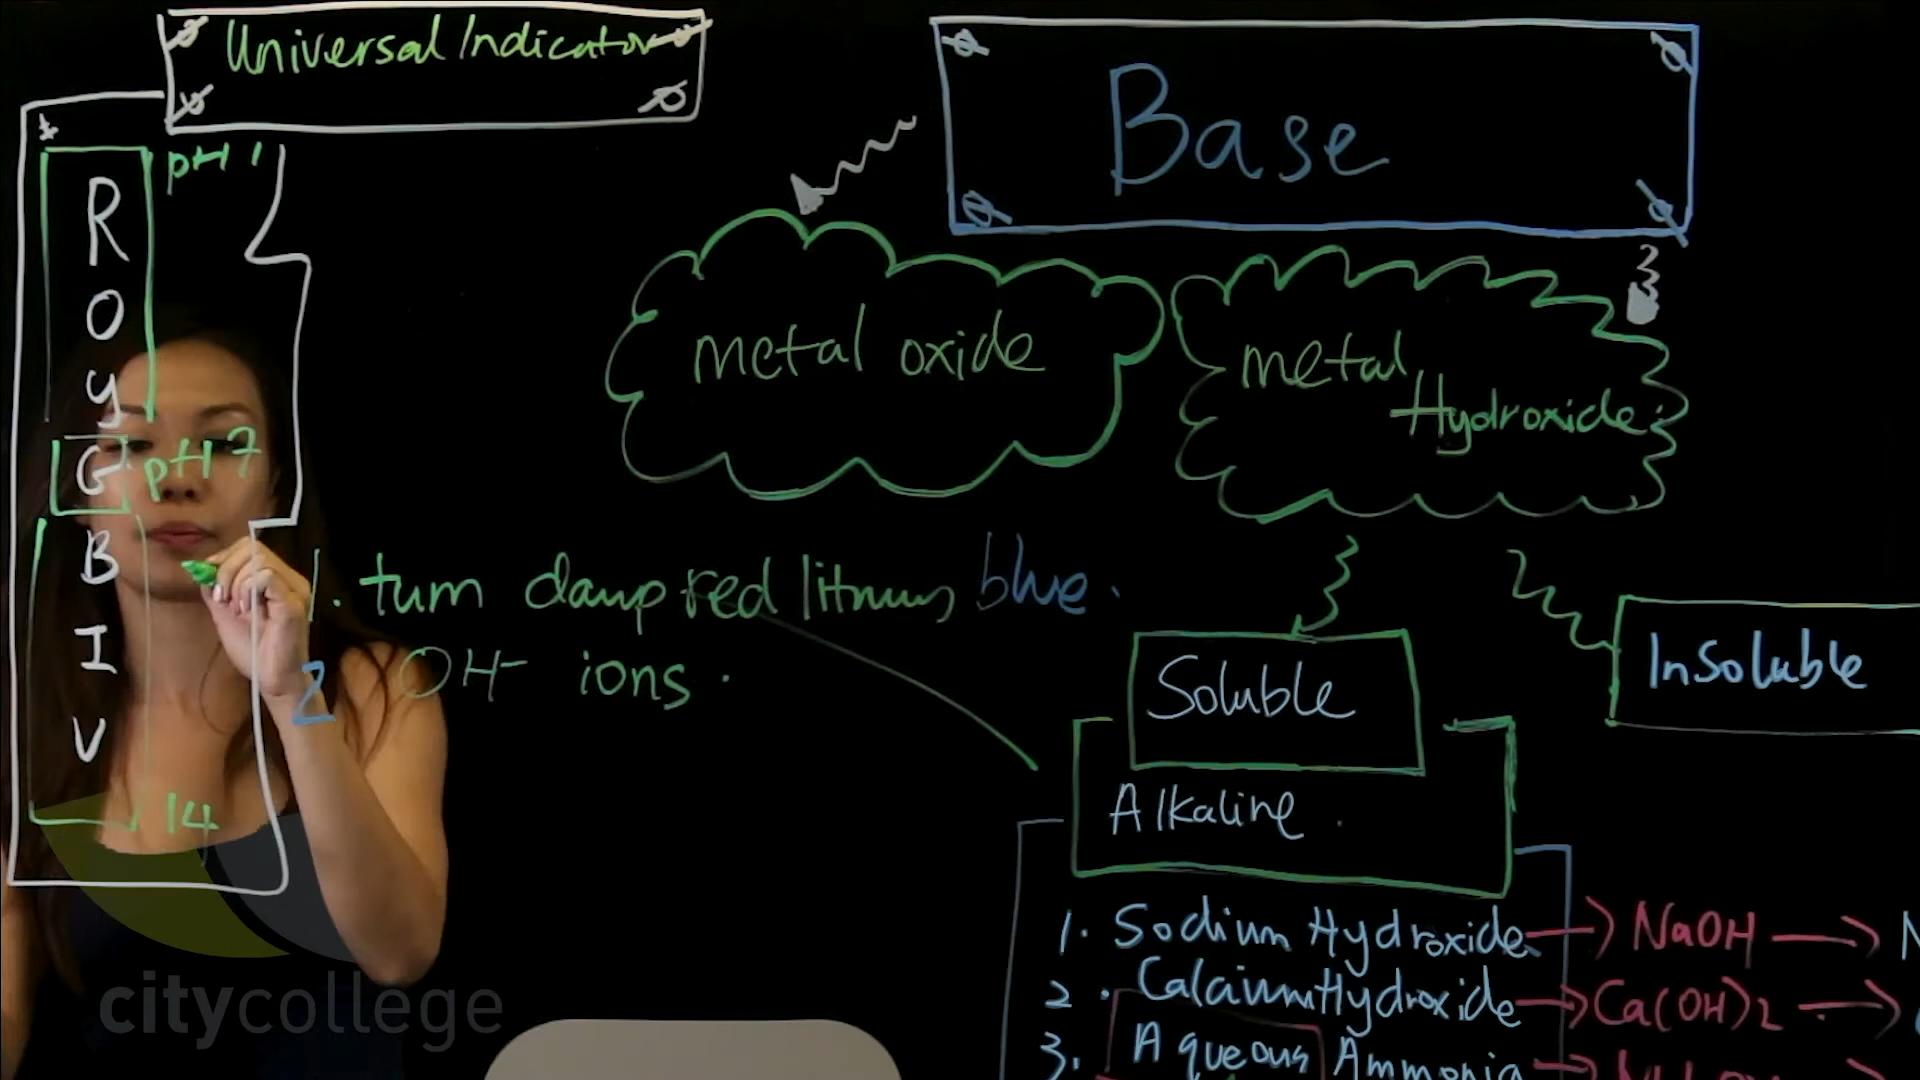 Universal Indicator
pH 1
R
O
y
G pH 7
B
I
V
14
Base
metal oxide
metal
Hydroxide
1. turn damp red litmus blue.
2 OH- ions.
Soluble
Insoluble
Alkaline.
1. Sodium Hydroxide → NaOH → N
2. Calcium Hydroxide → Ca(OH)2 →
3. Aqueous Ammonia →
citycollege